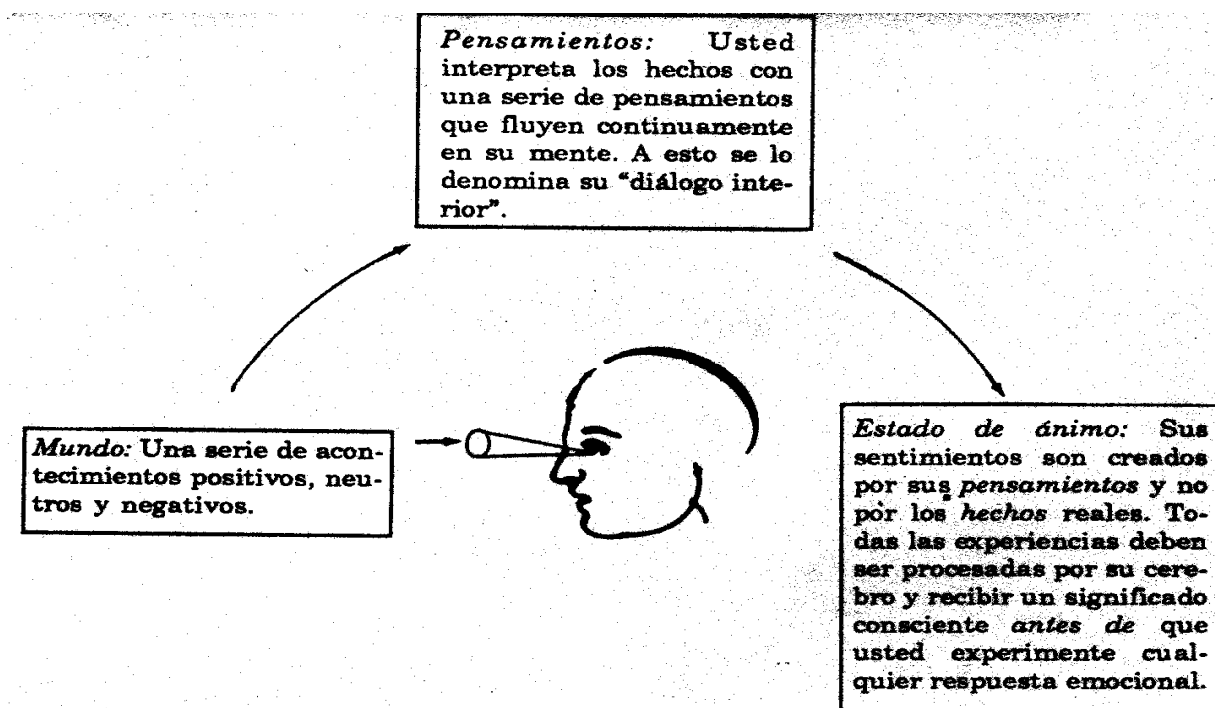 Pensamientos: Usted
interpreta los hechos con
una serie de pensamientos
que fluyen continuamente
en su mente. A esto se lo
denomina su “diálogo inte-
rior”.
Mundo: Una serie de acon-
tecimientos positivos, neu-
tros y negativos.
Estado de ánimo: Sus
sentimientos son creados
por sus pensamientos y no
por los hechos reales. To-
das las experiencias deben
ser procesadas por su cere-
bro y recibir un significado
consciente antes de que
usted experimente cual-
quier respuesta emocional.